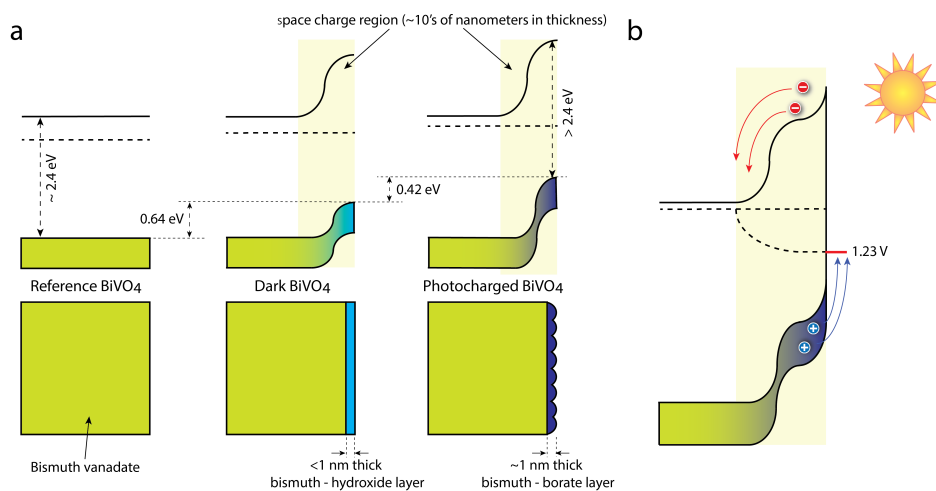 a
space charge region (~10's of nanometers in thickness)
b
~ 2.4 eV
> 2.4 eV
0.64 eV
0.42 eV
1.23 V
Reference BiVO4
Dark BiVO4
Photocharged BiVO4
Bismuth vanadate
<1 nm thick
bismuth - hydroxide layer
~1 nm thick
bismuth - borate layer